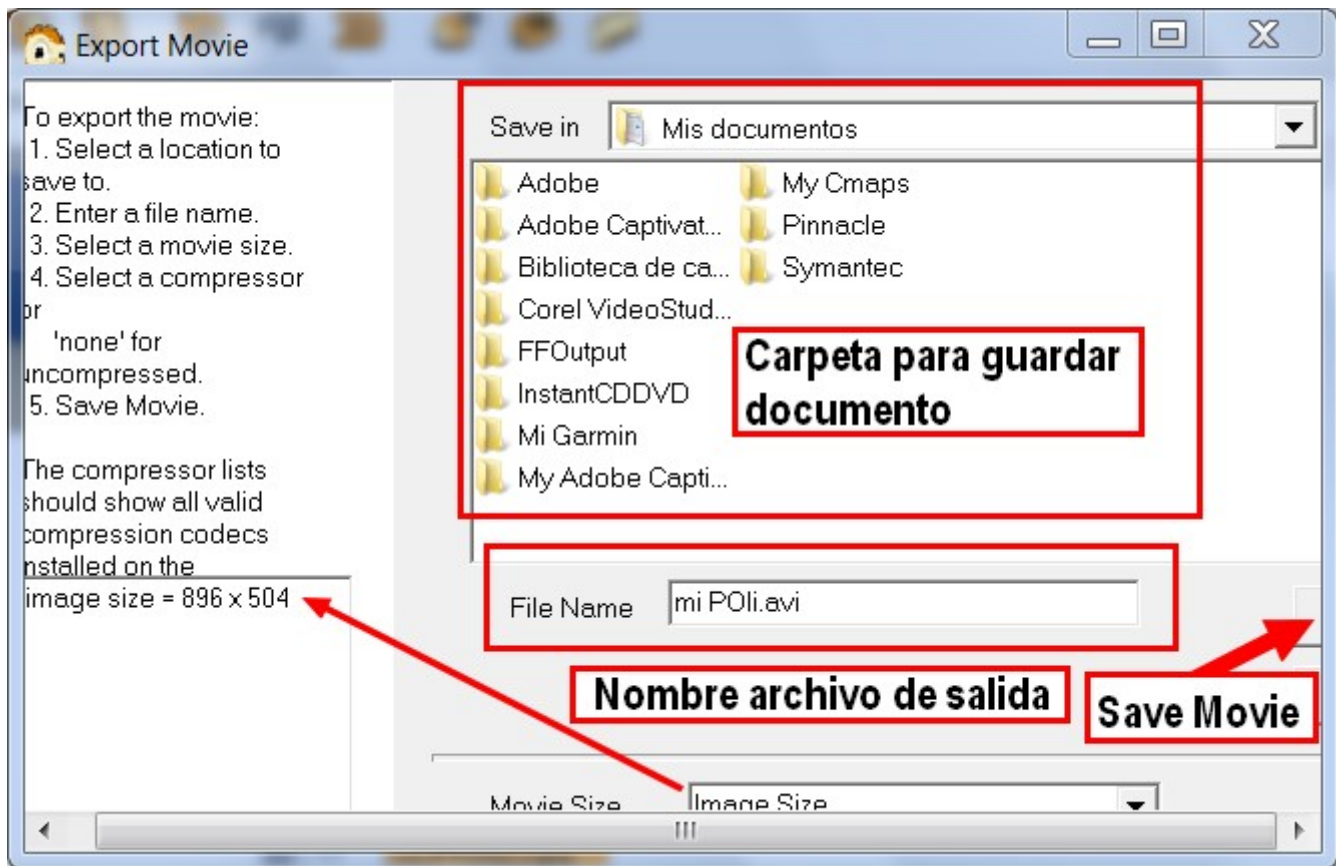 Export Movie
To export the movie:
1. Select a location to
save to.
2. Enter a file name.
3. Select a movie size.
4. Select a compressor
or
'none' for
uncompressed.
5. Save Movie.
The compressor lists
should show all valid
compression codecs
installed on the
image size = 896 x 504
Save in
Mis documentos
Adobe
Adobe Captivat...
Biblioteca de ca...
Corel VideoStud...
FFOutput
InstantCDDVD
Mi Garmin
My Adobe Capti...
My Cmaps
Pinnacle
Symantec
Carpeta para guardar
documento
File Name
mi POli.avi
Nombre archivo de salida
Save Movie
Movie Size
Image Size